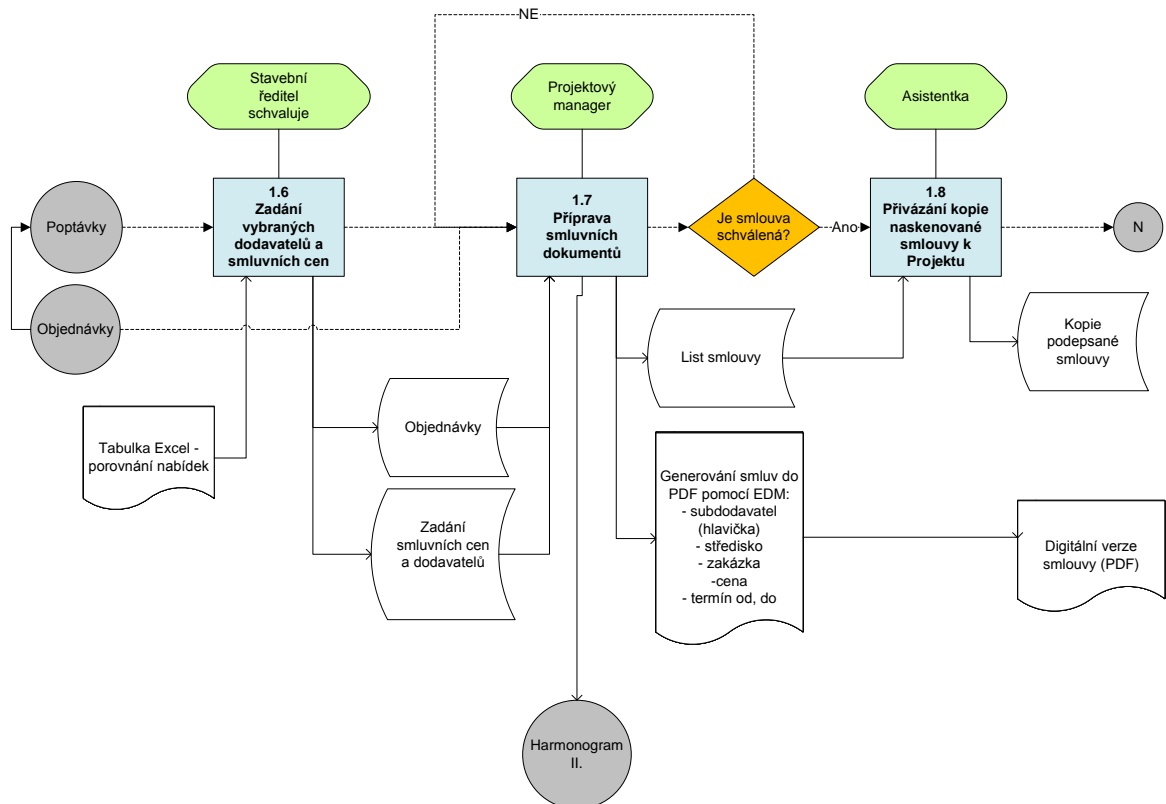 NE
Stavební
ředitel
schvaluje
Projektový
manager
Asistentka
Poptávky
1.6
Zadání
vybraných
dodavatelů a
smluvních cen
1.7
Příprava
smluvních
dokumentů
Je smlouva
schválená?
Ano
1.8
Přivázání kopie
naskenované
smlouvy k
Projektu
N
Objednávky
List smlouvy
Kopie
podepsané
smlouvy
Tabulka Excel -
porovnání nabídek
Objednávky
Zadání
smluvních cen
a dodavatelů
Generování smluv do
PDF pomocí EDM:
- subdodavatel
(hlavička)
- středisko
- zakázka
-cena
- termín od, do
Digitální verze
smlouvy (PDF)
Harmonogram
II.